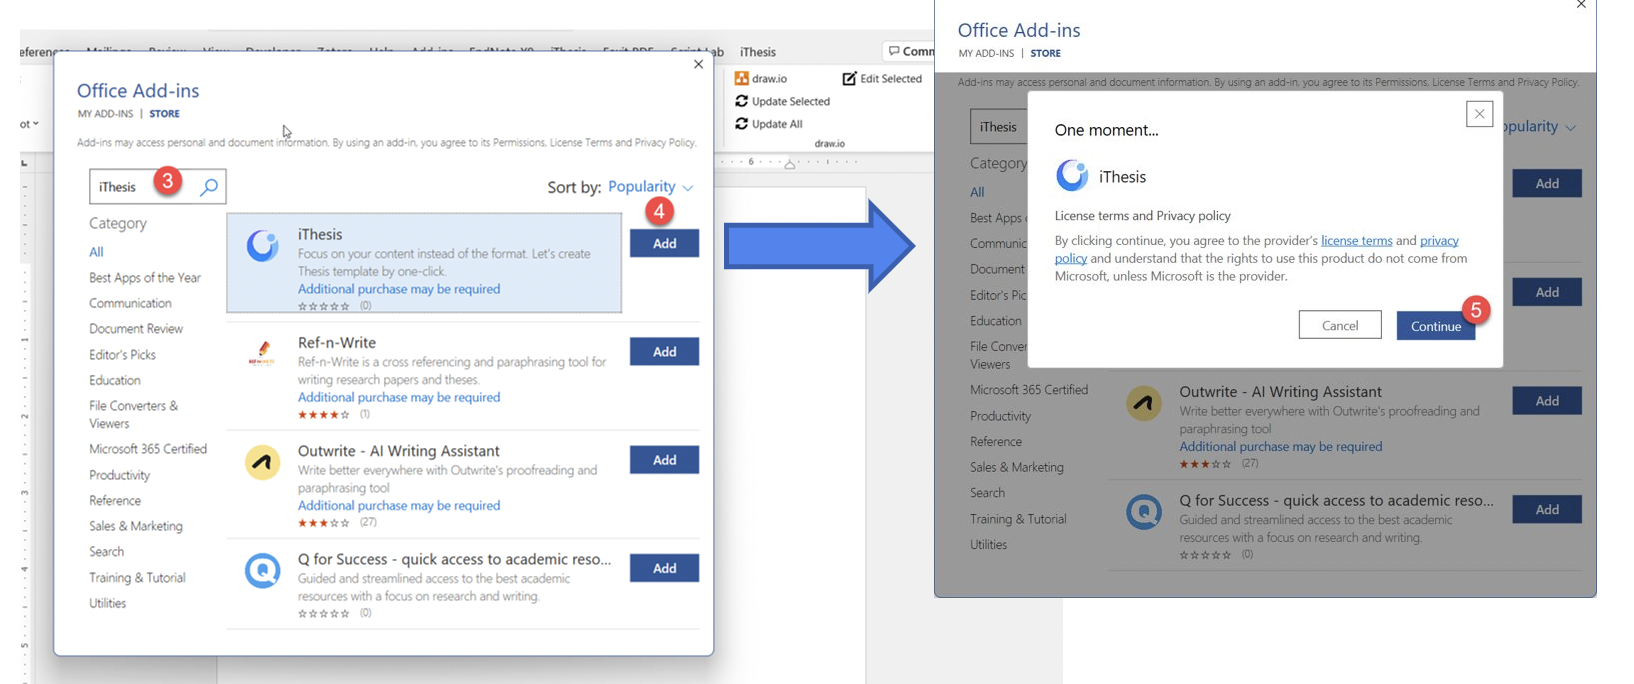 Mailings Review View Developer Zotero Help Add-ins EndNote X9 iThesis Foxit PDF Script Lab iThesis
draw.io
Edit Selected
Update Selected
Update All
draw.io
6
Office Add-ins
MY ADD-INS | STORE
Add-ins may access personal and document information. By using an add-in, you agree to its Permissions, License Terms and Privacy Policy.
iThesis
3
Sort by: Popularity
4
Category
All
Best Apps of the Year
Communication
Document Review
Editor's Picks
Education
File Converters &
Viewers
Microsoft 365 Certified
Productivity
Reference
Sales & Marketing
Search
Training & Tutorial
Utilities
iThesis
Focus on your content instead of the format. Let's create
Thesis template by one-click.
Additional purchase may be required
(0)
Add
Ref-n-Write
Ref-n-Write is a cross referencing and paraphrasing tool for
writing research papers and theses.
Additional purchase may be required
(1)
Add
Outwrite - AI Writing Assistant
Write better everywhere with Outwrite's proofreading and
paraphrasing tool
Additional purchase may be required
(27)
Add
Q for Success - quick access to academic reso...
Guided and streamlined access to the best academic
resources with a focus on research and writing.
(0)
Add
1
2
3
4
5
Office Add-ins
MY ADD-INS | STORE
Add-ins may access personal and document information. By using an add-in, you agree to its Permissions, License Terms and Privacy Policy.
iThesis
opularity
Category
All
Best Apps
Communic
Document
Editor's Pic
Education
File Conver
Viewers
Microsoft 365 Certified
Productivity
Reference
Sales & Marketing
Search
Training & Tutorial
Utilities
One moment...
iThesis
License terms and Privacy policy
By clicking continue, you agree to the provider's license terms and privacy
policy and understand that the rights to use this product do not come from
Microsoft, unless Microsoft is the provider.
Cancel
Continue
5
Add
Add
Outwrite - AI Writing Assistant
Write better everywhere with Outwrite's proofreading and
paraphrasing tool
Additional purchase may be required
(27)
Add
Q for Success - quick access to academic reso...
Guided and streamlined access to the best academic
resources with a focus on research and writing.
(0)
Add